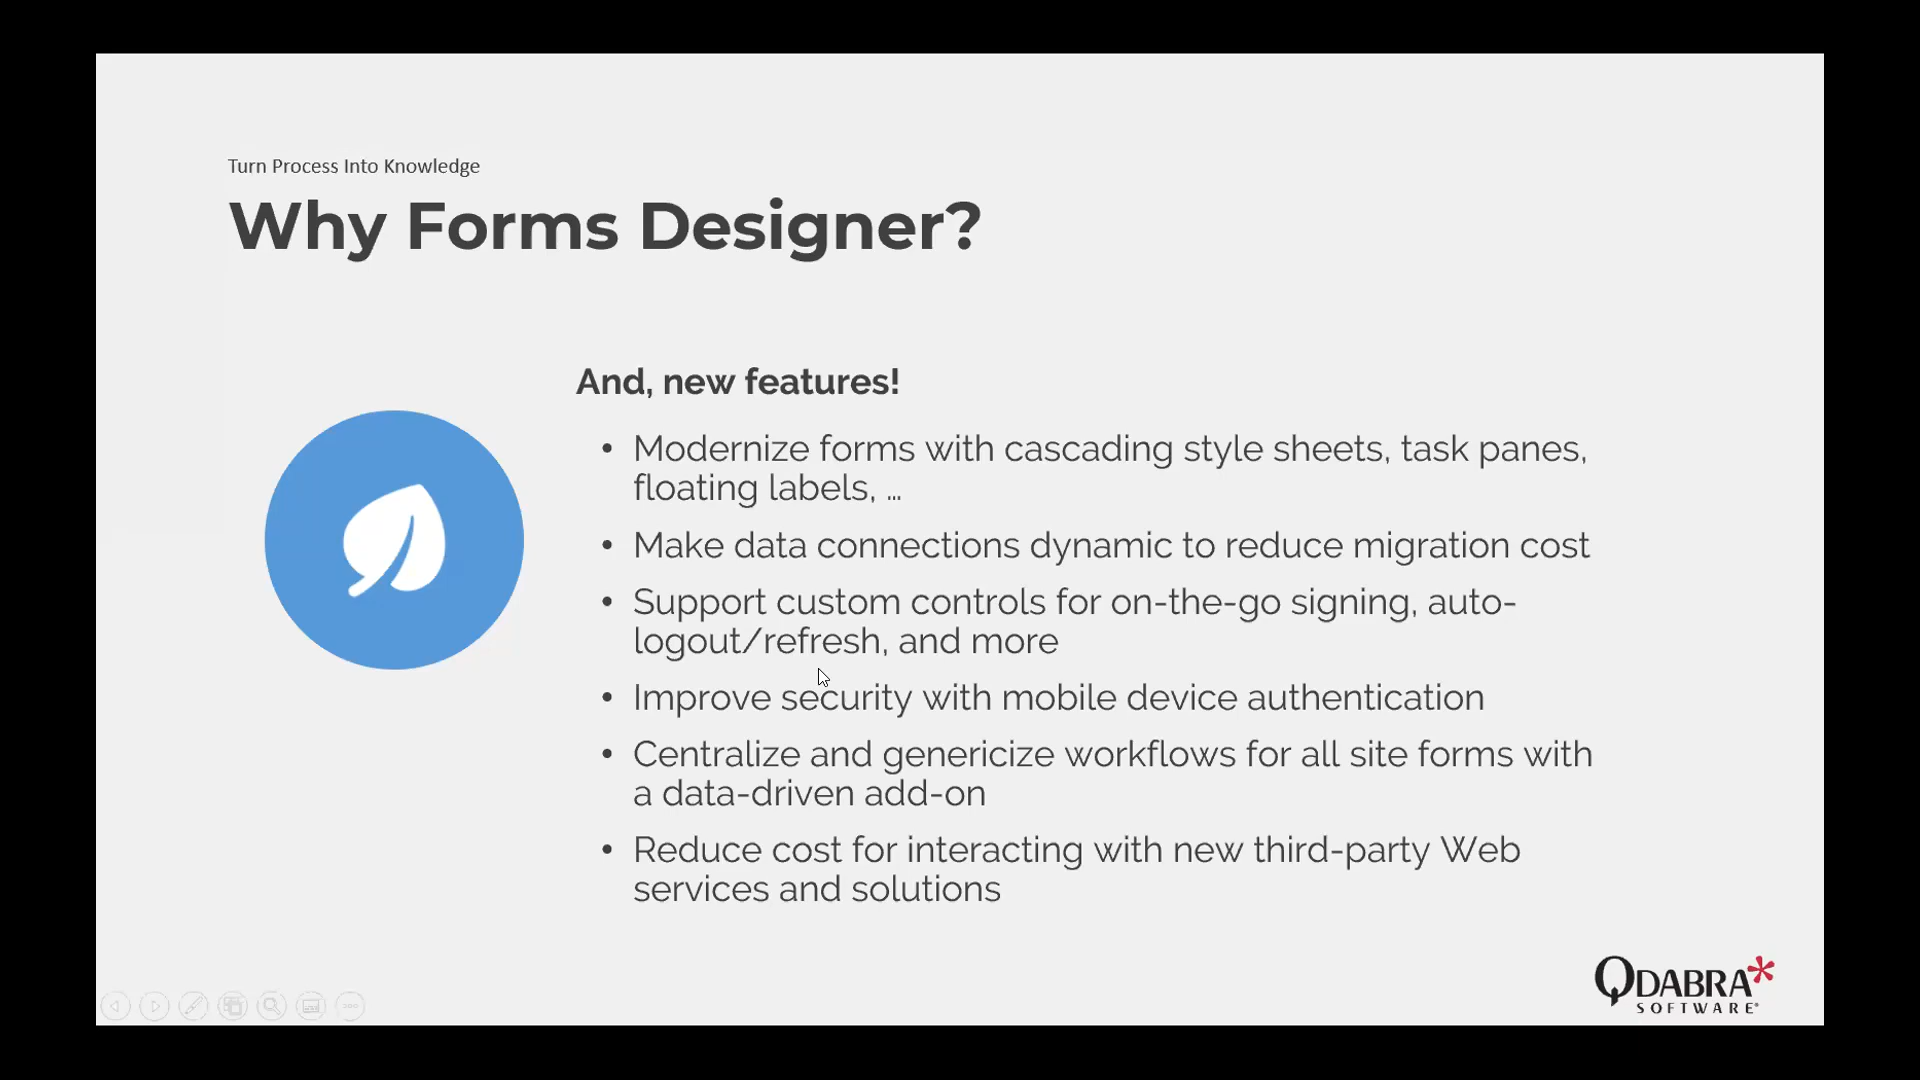 Turn Process Into Knowledge
Why Forms Designer?
And, new features!
• Modernize forms with cascading style sheets, task panes,
floating labels, ...
• Make data connections dynamic to reduce migration cost
• Support custom controls for on-the-go signing, auto-
logout/refresh, and more
• Improve security with mobile device authentication
• Centralize and genericize workflows for all site forms with
a data-driven add-on
• Reduce cost for interacting with new third-party Web
services and solutions
QDABRA*
SOFTWARE®